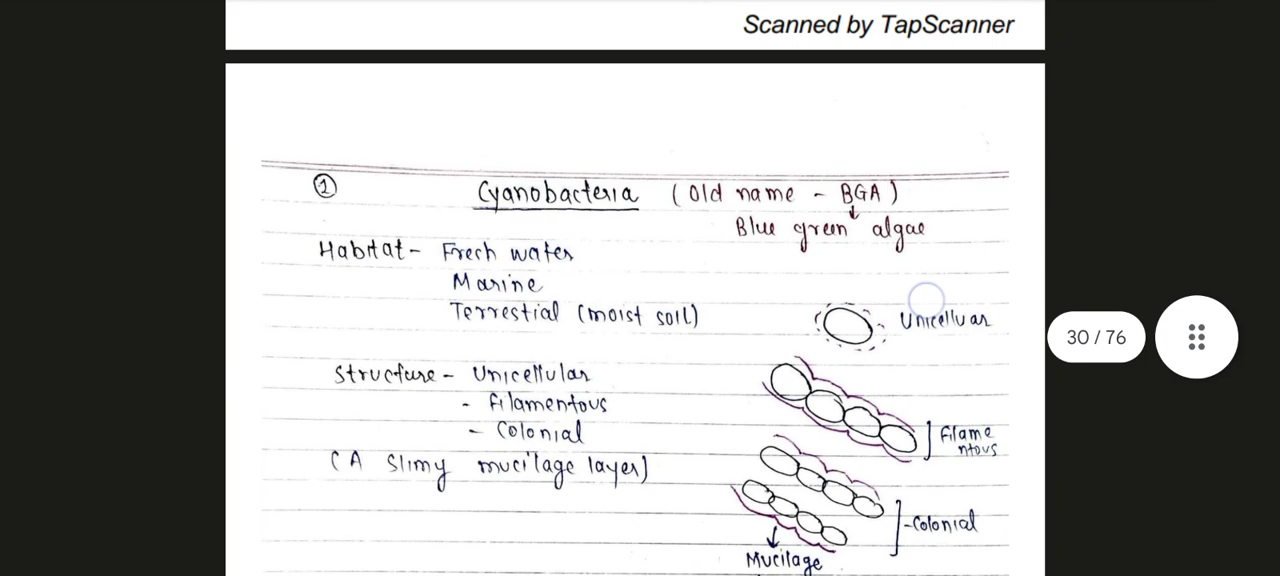 Scanned by TapScanner
① Cyanobacteria (Old name - BGA)
↓
Blue green algae
Habitat - Frech water
Marine
Terrestial (moist soil)
Unicelluar
Structure - Unicellular
- Filamentous
- Colonial
(A slimy mucilage layer)
Filame
ntous
- Colonial
↓
Mucilage
30 / 76